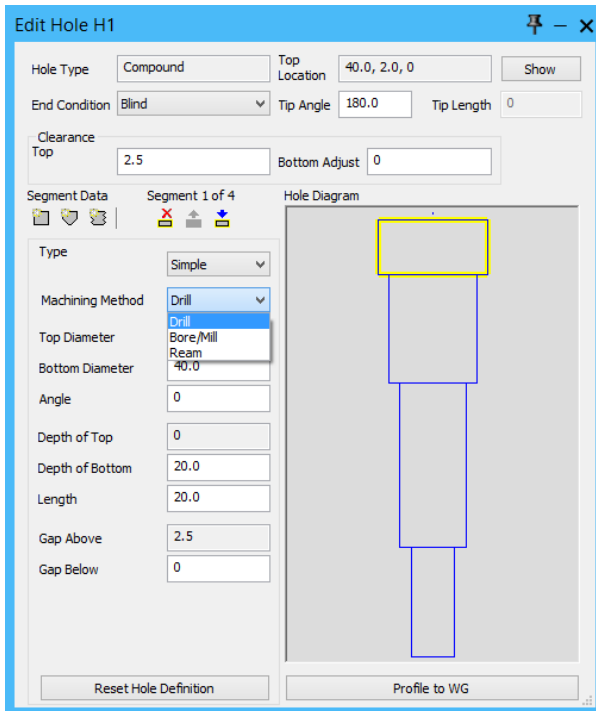 Edit Hole H1
Hole Type Compound Top Location 40.0, 2.0, 0 Show
End Condition Blind Tip Angle 180.0 Tip Length 0
Clearance
Top 2.5 Bottom Adjust 0
Segment Data Segment 1 of 4 Hole Diagram
Type Simple
Machining Method Drill
Drill
Top Diameter Bore/Mill
Ream
Bottom Diameter 40.0
Angle 0
Depth of Top 0
Depth of Bottom 20.0
Length 20.0
Gap Above 2.5
Gap Below 0
Reset Hole Definition Profile to WG